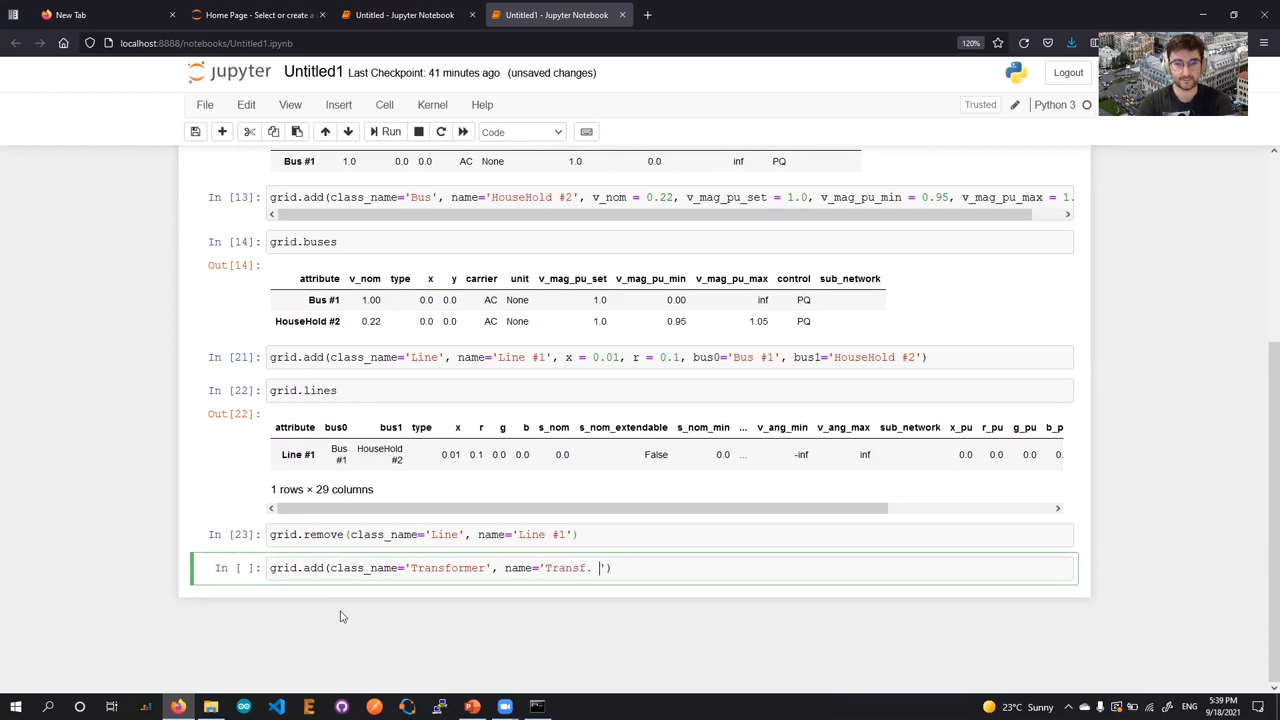 New Tab
Home Page - Select or create a
Untitled - Jupyter Notebook
Untitled1 - Jupyter Notebook
localhost:8888/notebooks/Untitled1.ipynb
120%
jupyter Untitled1 Last Checkpoint: 41 minutes ago (unsaved changes)
Logout
File Edit View Insert Cell Kernel Help
Trusted Python 3
Run Code
Bus #1 1.0 0.0 0.0 AC None 1.0 0.0 inf PQ
In [13]: grid.add(class_name='Bus', name='HouseHold #2', v_nom = 0.22, v_mag_pu_set = 1.0, v_mag_pu_min = 0.95, v_mag_pu_max = 1.
In [14]: grid.buses
Out[14]:
attribute v_nom type x y carrier unit v_mag_pu_set v_mag_pu_min v_mag_pu_max control sub_network
Bus #1 1.00 0.0 0.0 AC None 1.0 0.00 inf PQ
HouseHold #2 0.22 0.0 0.0 AC None 1.0 0.95 1.05 PQ
In [21]: grid.add(class_name='Line', name='Line #1', x = 0.01, r = 0.1, bus0='Bus #1', bus1='HouseHold #2')
In [22]: grid.lines
Out[22]:
attribute bus0 bus1 type x r g b s_nom s_nom_extendable s_nom_min ... v_ang_min v_ang_max sub_network x_pu r_pu g_pu b_p
Line #1 Bus #1 HouseHold #2 0.01 0.1 0.0 0.0 0.0 False 0.0 ... -inf inf 0.0 0.0 0.0 0.
1 rows × 29 columns
In [23]: grid.remove(class_name='Line', name='Line #1')
In [ ]: grid.add(class_name='Transformer', name='Transf. ')
23°C Sunny
5:39 PM
9/18/2021